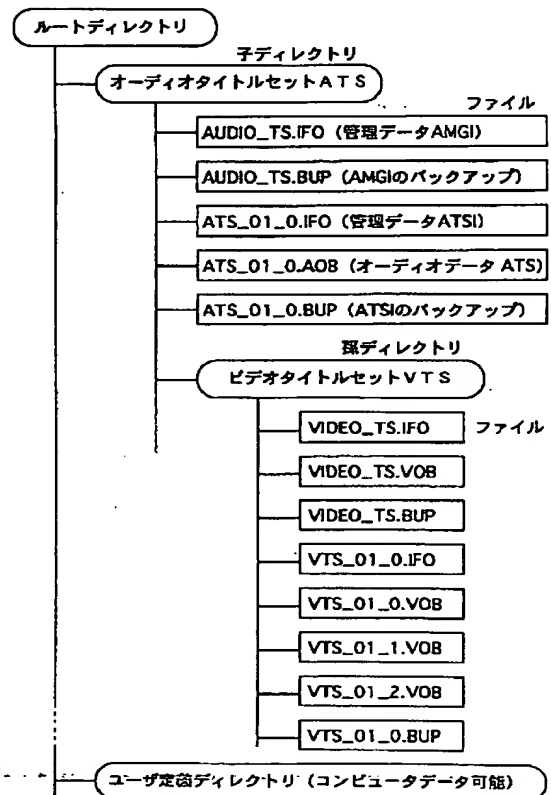 ルートディレクトリ
子ディレクトリ
オーディオタイトルセットATS
ファイル
AUDIO_TS.IFO (管理データAMGI)
AUDIO_TS.BUP (AMGIのバックアップ)
ATS_01_0.IFO (管理データATSI)
ATS_01_0.AOB (オーディオデータ ATS)
ATS_01_0.BUP (ATSIのバックアップ)
孫ディレクトリ
ビデオタイトルセットVTS
VIDEO_TS.IFO ファイル
VIDEO_TS.VOB
VIDEO_TS.BUP
VTS_01_0.IFO
VTS_01_0.VOB
VTS_01_1.VOB
VTS_01_2.VOB
VTS_01_0.BUP
ユーザ定義ディレクトリ (コンピュータデータ可能)